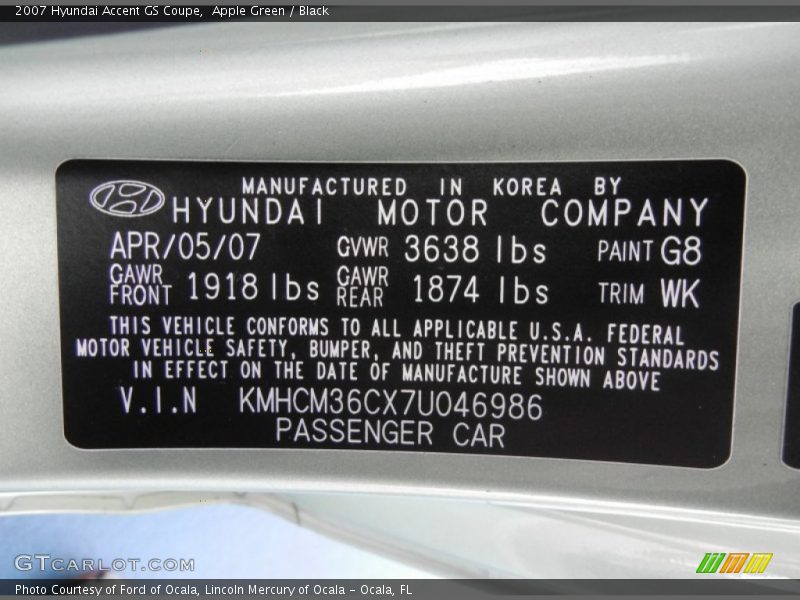 2007 Hyundai Accent GS Coupe,  Apple Green / Black
MANUFACTURED IN KOREA BY
HYUNDAI MOTOR COMPANY
APR/05/07 GVWR 3638 lbs PAINT G8
GAWR FRONT 1918 lbs GAWR REAR 1874 lbs TRIM WK
THIS VEHICLE CONFORMS TO ALL APPLICABLE U.S.A. FEDERAL
MOTOR VEHICLE SAFETY, BUMPER, AND THEFT PREVENTION STANDARDS
IN EFFECT ON THE DATE OF MANUFACTURE SHOWN ABOVE
V.I.N KMHCM36CX7U046986
PASSENGER CAR
GTCARLOT.COM
Photo Courtesy of Ford of Ocala, Lincoln Mercury of Ocala - Ocala, FL